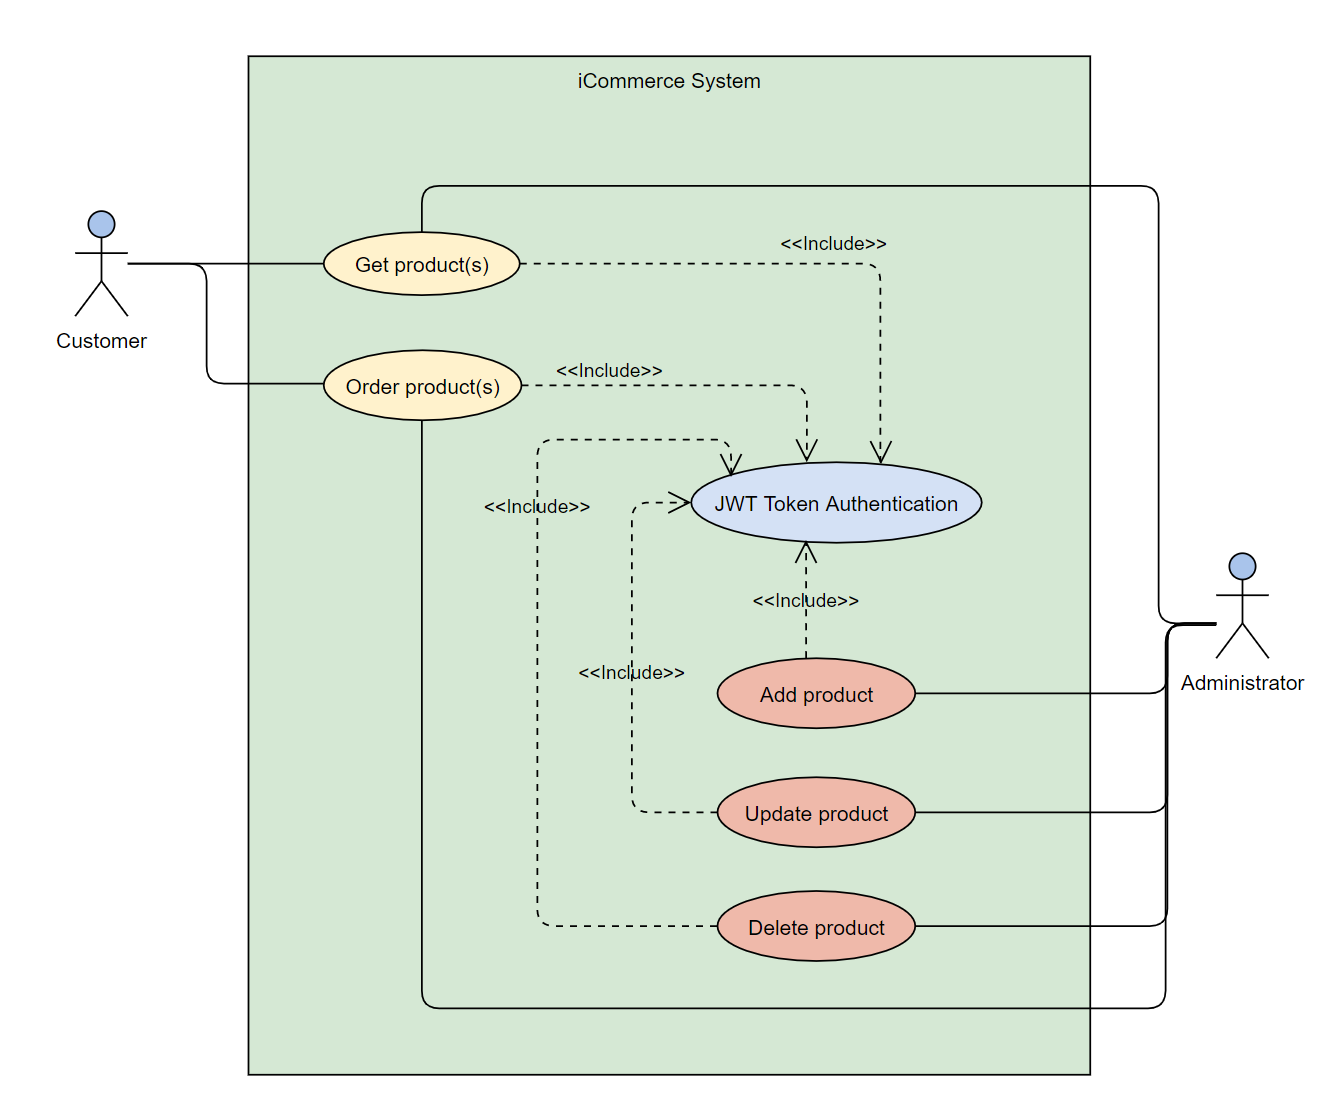 iCommerce System
<<Include>>
Get product(s)
Customer
<<Include>>
Order product(s)
<<Include>>
JWT Token Authentication
<<Include>>
<<Include>>
Add product
Administrator
Update product
Delete product